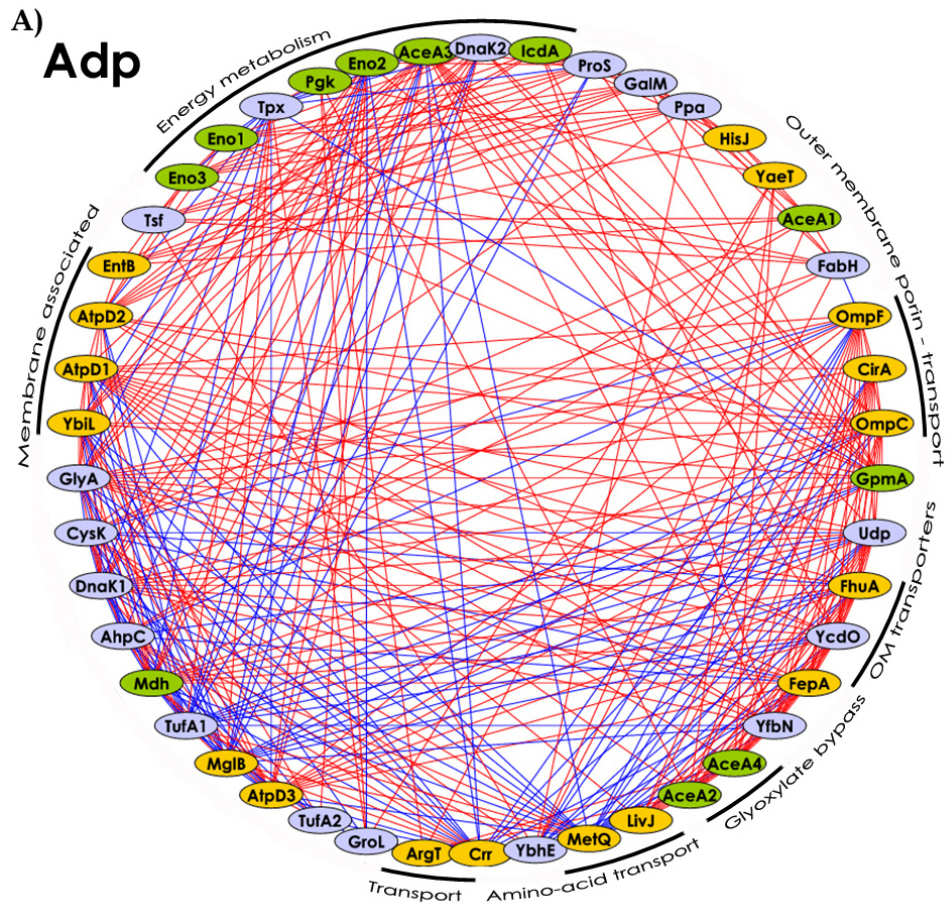 A)
Adp
Energy metabolism
Outer membrane porin - transport
OM transporters
Glyoxylate bypass
Amino-acid transport
Transport
Membrane associated
DnaK2
IcdA
ProS
GalM
Ppa
HisJ
YaeT
AceA1
FabH
OmpF
CirA
OmpC
GpmA
Udp
FhuA
YcdO
FepA
YfbN
AceA4
AceA2
LivJ
MetQ
YbhE
Crr
ArgT
GroL
TufA2
AtpD3
MglB
TufA1
Mdh
AhpC
DnaK1
CysK
GlyA
YbiL
AtpD1
AtpD2
EntB
Tsf
Eno3
Eno1
Tpx
Pgk
Eno2
AceA3